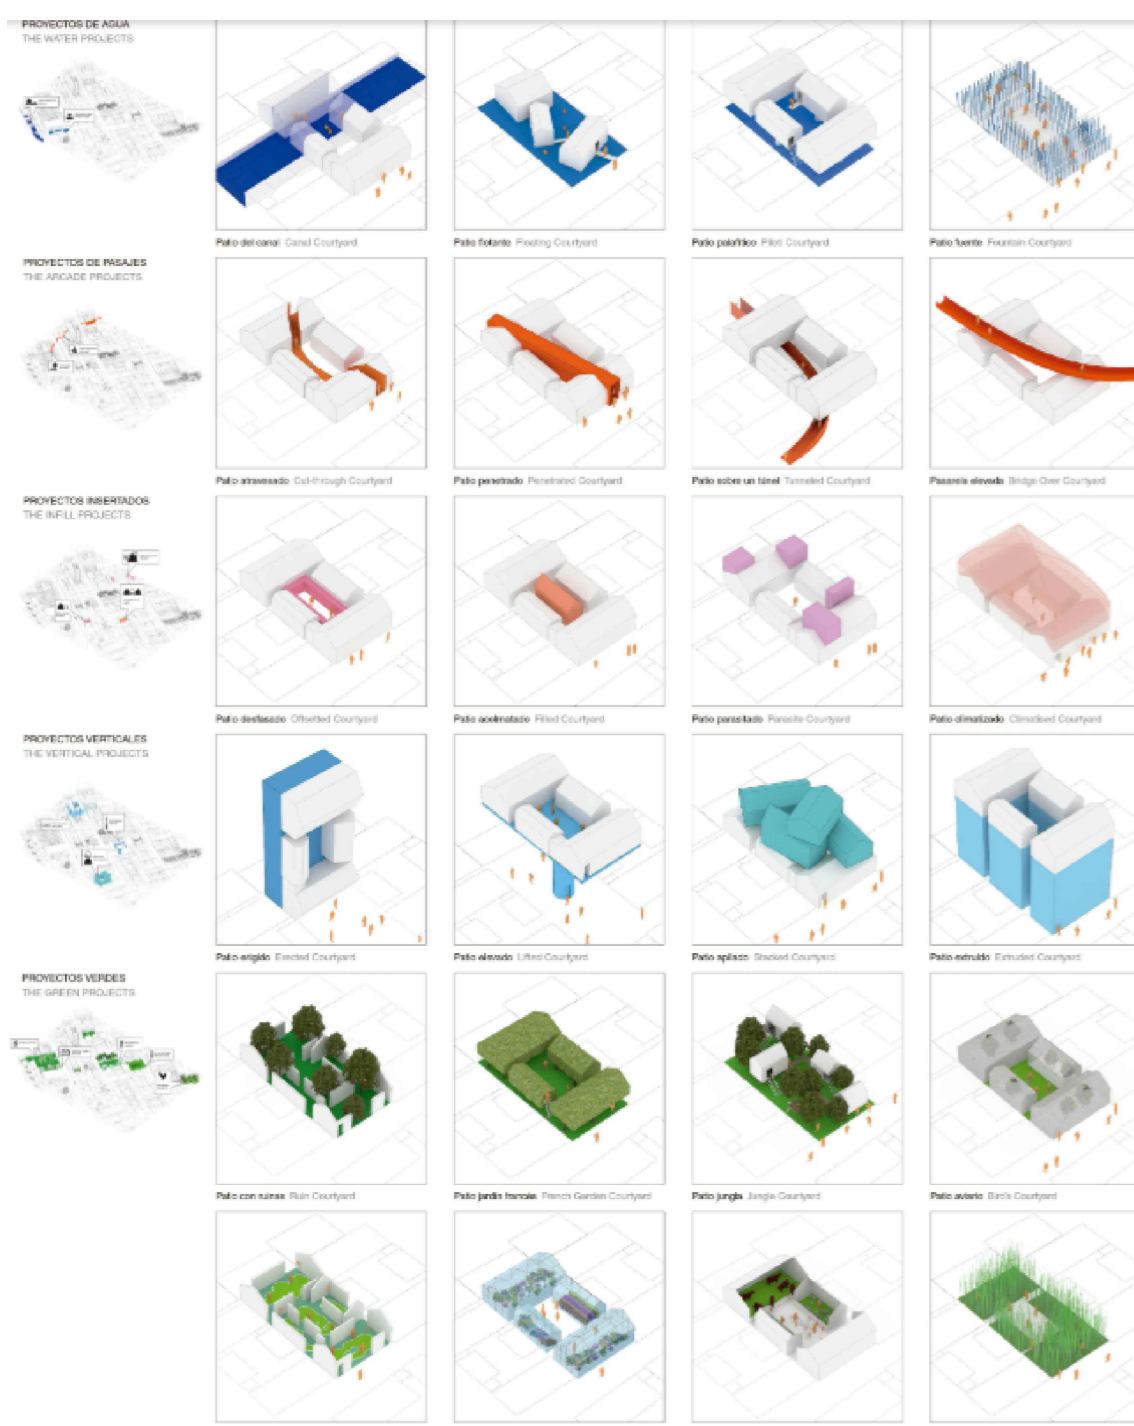 PROYECTOS DE AGUA
THE WATER PROJECTS
Patio del canal Canal Courtyard
Patio flotante Floating Courtyard
Patio palafítico Piloti Courtyard
Patio fuente Fountain Courtyard
PROYECTOS DE PASAJES
THE ARCADE PROJECTS
Patio atravesado Cut-through Courtyard
Patio penetrado Penetrated Courtyard
Patio sobre un túnel Tunneled Courtyard
Pasarela elevada Bridge Over Courtyard
PROYECTOS INSERTADOS
THE INFILL PROJECTS
Patio desfasado Offsetted Courtyard
Patio aclimatado Filled Courtyard
Patio parasitado Parasite Courtyard
Patio climatizado Climatised Courtyard
PROYECTOS VERTICALES
THE VERTICAL PROJECTS
Patio erigido Erected Courtyard
Patio elevado Lifted Courtyard
Patio apilado Stacked Courtyard
Patio extruido Extruded Courtyard
PROYECTOS VERDES
THE GREEN PROJECTS
Patio con ruinas Ruin Courtyard
Patio jardín francés French Garden Courtyard
Patio jungla Jungle Courtyard
Patio aviario Birds Courtyard